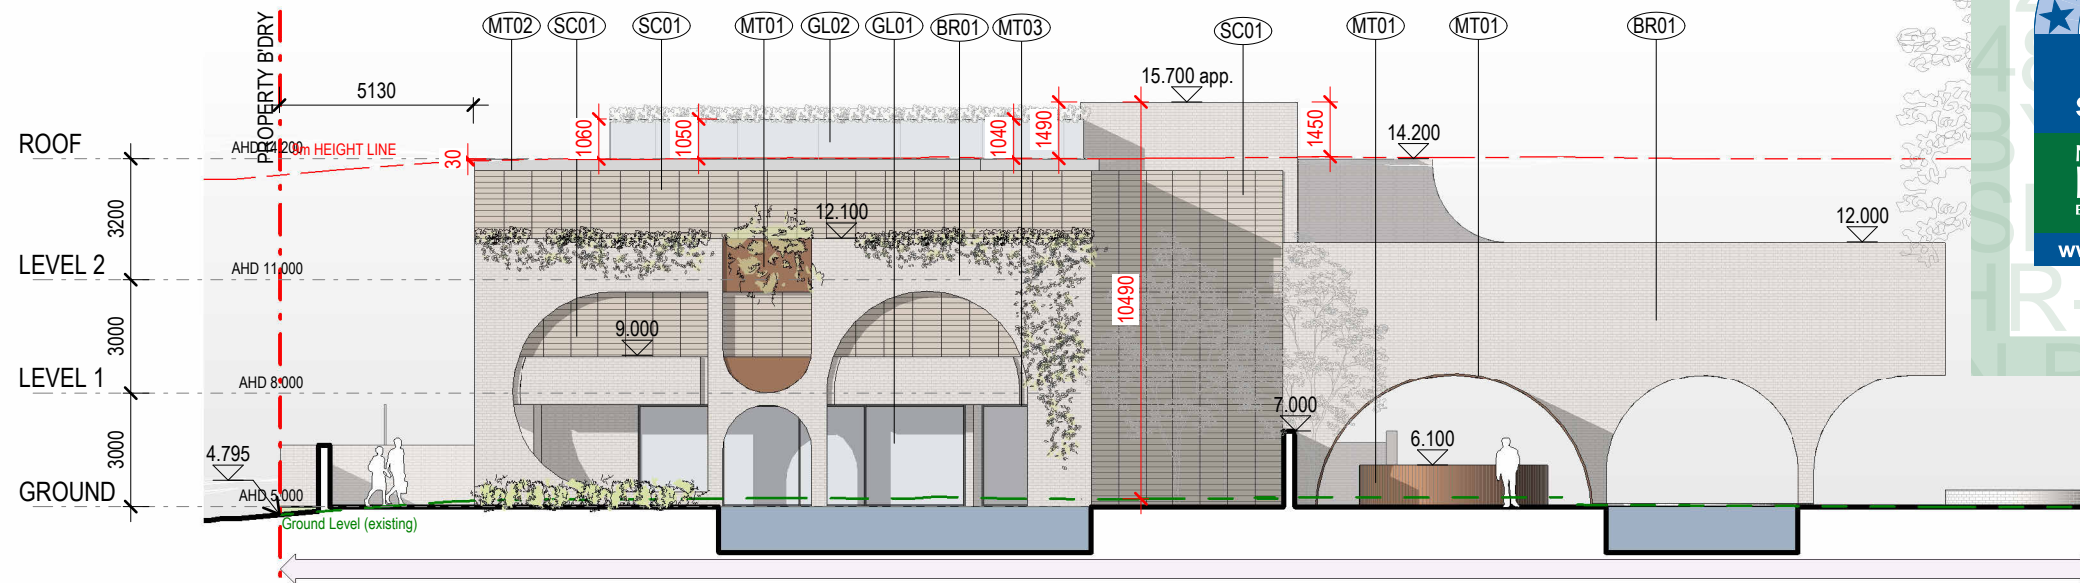 PROPERTY B'DRY
MT02 SC01 SC01 MT01 GL02 GL01 BR01 MT03 SC01 MT01 MT01 BR01
5130
15.700 app.
1060
1050
1040
1490
1450
14.200
ROOF
AHD 14.200
9m HEIGHT LINE
30
3200
12.100
12.000
LEVEL 2
AHD 11.000
3000
9.000
10490
LEVEL 1
AHD 8.000
7.000
3000
4.795
6.100
GROUND
AHD 5.000
Ground Level (existing)